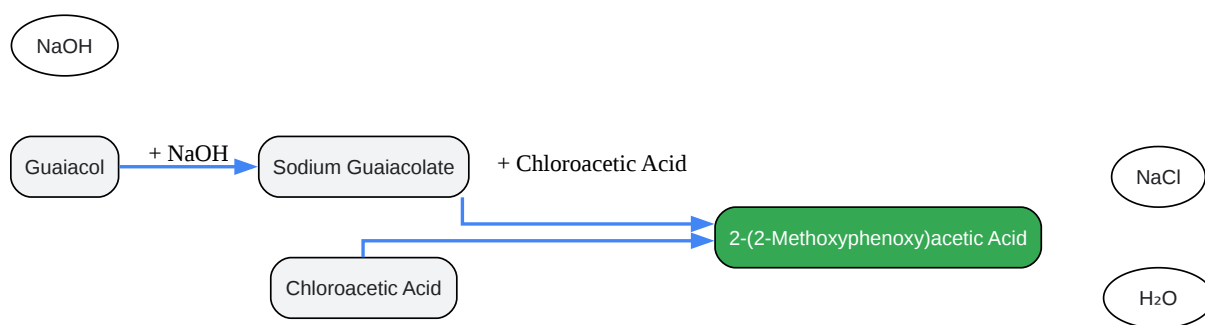 NaOH
Guaiacol
+ NaOH
Sodium Guaiacolate
+ Chloroacetic Acid
NaCl
2-(2-Methoxyphenoxy)acetic Acid
Chloroacetic Acid
H₂O